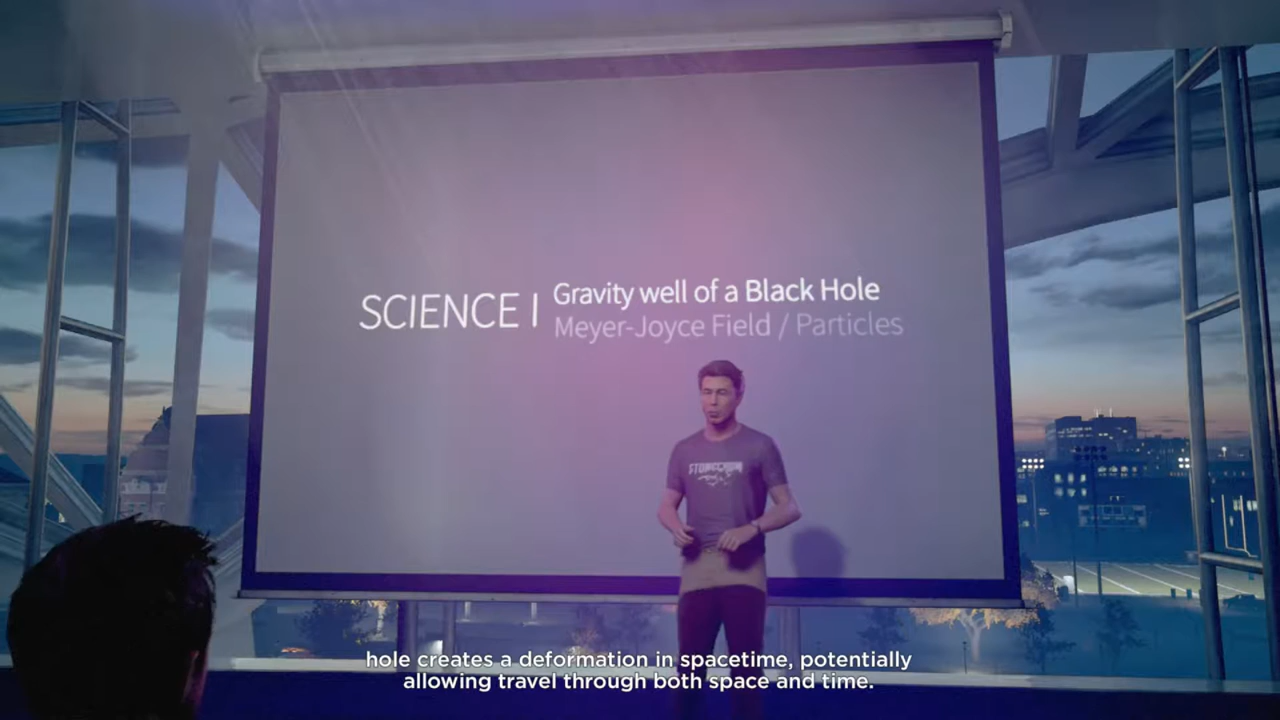 SCIENCE |
Gravity well of a Black Hole
Meyer-Joyce Field / Particles
hole creates a deformation in spacetime, potentially
allowing travel through both space and time.